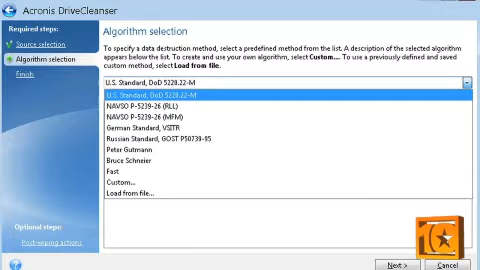 Acronis DriveCleanser
Required steps:
Source selection
Algorithm selection
Finish
Optional steps:
Post-wiping actions
Algorithm selection
To specify a data destruction method, select a predefined method from the list. A description of the selected algorithm
appears below the list. To create and use your own algorithm, select Custom.... To use a previously defined and saved
custom method, select Load from file.
U.S. Standard, DoD 5220.22-M
U.S. Standard, DoD 5220.22-M
NAVSO P-5239-26 (RLL)
NAVSO P-5239-26 (MFM)
German Standard, VSITR
Russian Standard, GOST P50739-95
Peter Gutmann
Bruce Schneier
Fast
Custom...
Load from file...
Next >
Cancel